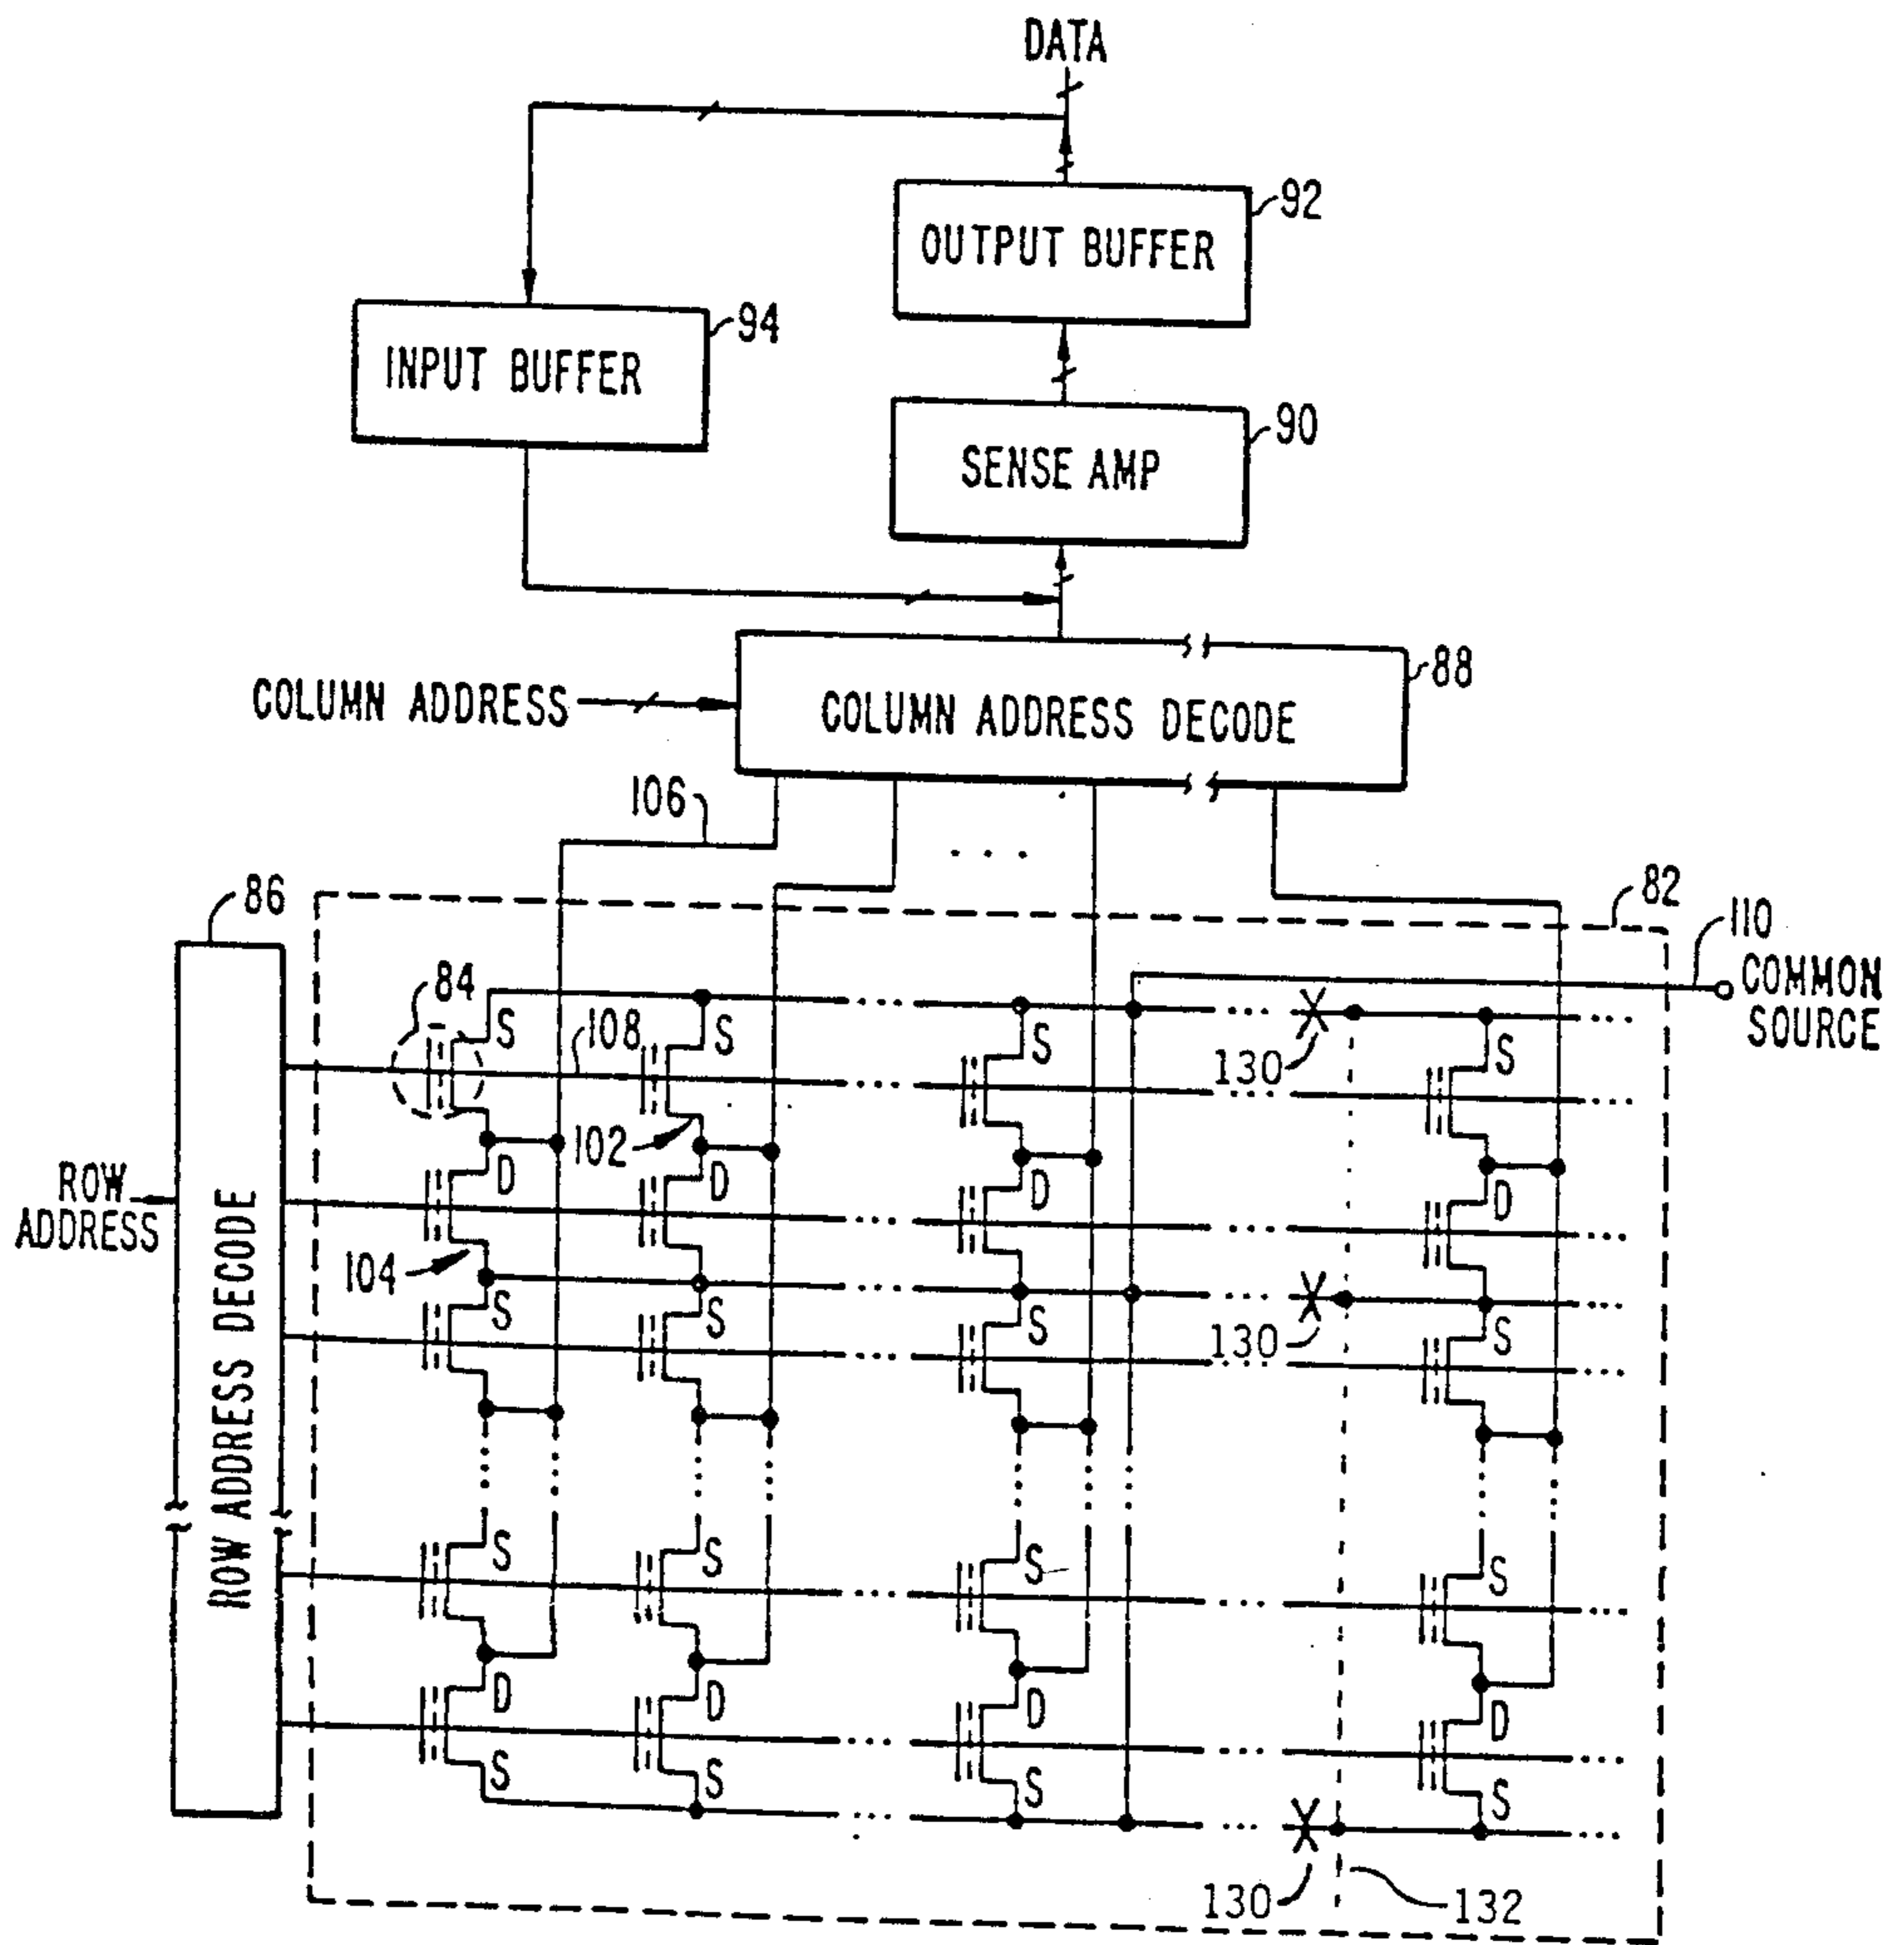 DATA
92
OUTPUT BUFFER
94
INPUT BUFFER
90
SENSE AMP
88
COLUMN ADDRESS
COLUMN ADDRESS DECODE
106
...
86
82
110
COMMON
SOURCE
84
S
108
S
S
130
S
102
ROW
ADDRESS
ROW ADDRESS DECODE
D
D
D
D
104
S
S
S
130
S
S
S
S
S
D
D
D
D
S
S
S
S
130
132